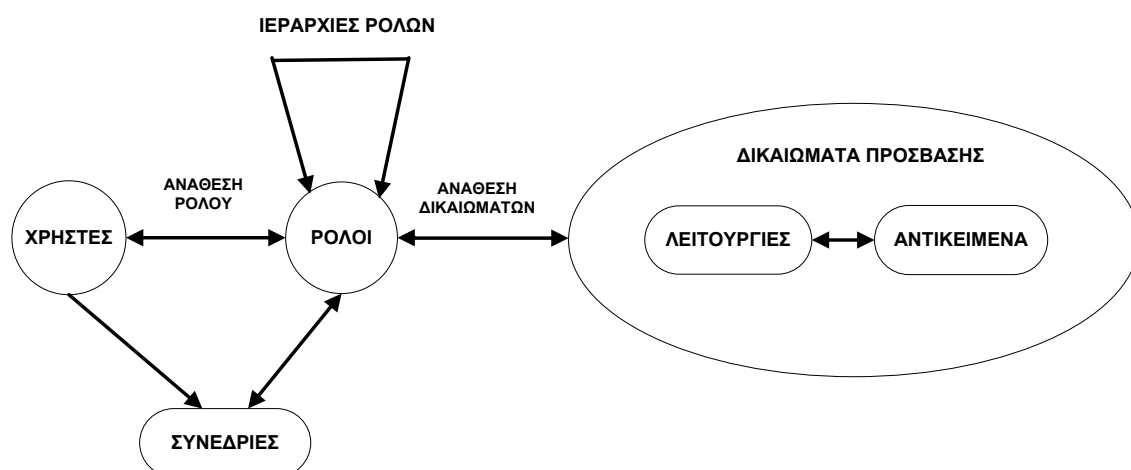 ΙΕΡΑΡΧΙΕΣ ΡΟΛΩΝ
ΔΙΚΑΙΩΜΑΤΑ ΠΡΟΣΒΑΣΗΣ
ΑΝΑΘΕΣΗ
ΡΟΛΟΥ
ΑΝΑΘΕΣΗ
ΔΙΚΑΙΩΜΑΤΩΝ
ΧΡΗΣΤΕΣ
ΡΟΛΟΙ
ΛΕΙΤΟΥΡΓΙΕΣ
ΑΝΤΙΚΕΙΜΕΝΑ
ΣΥΝΕΔΡΙΕΣ